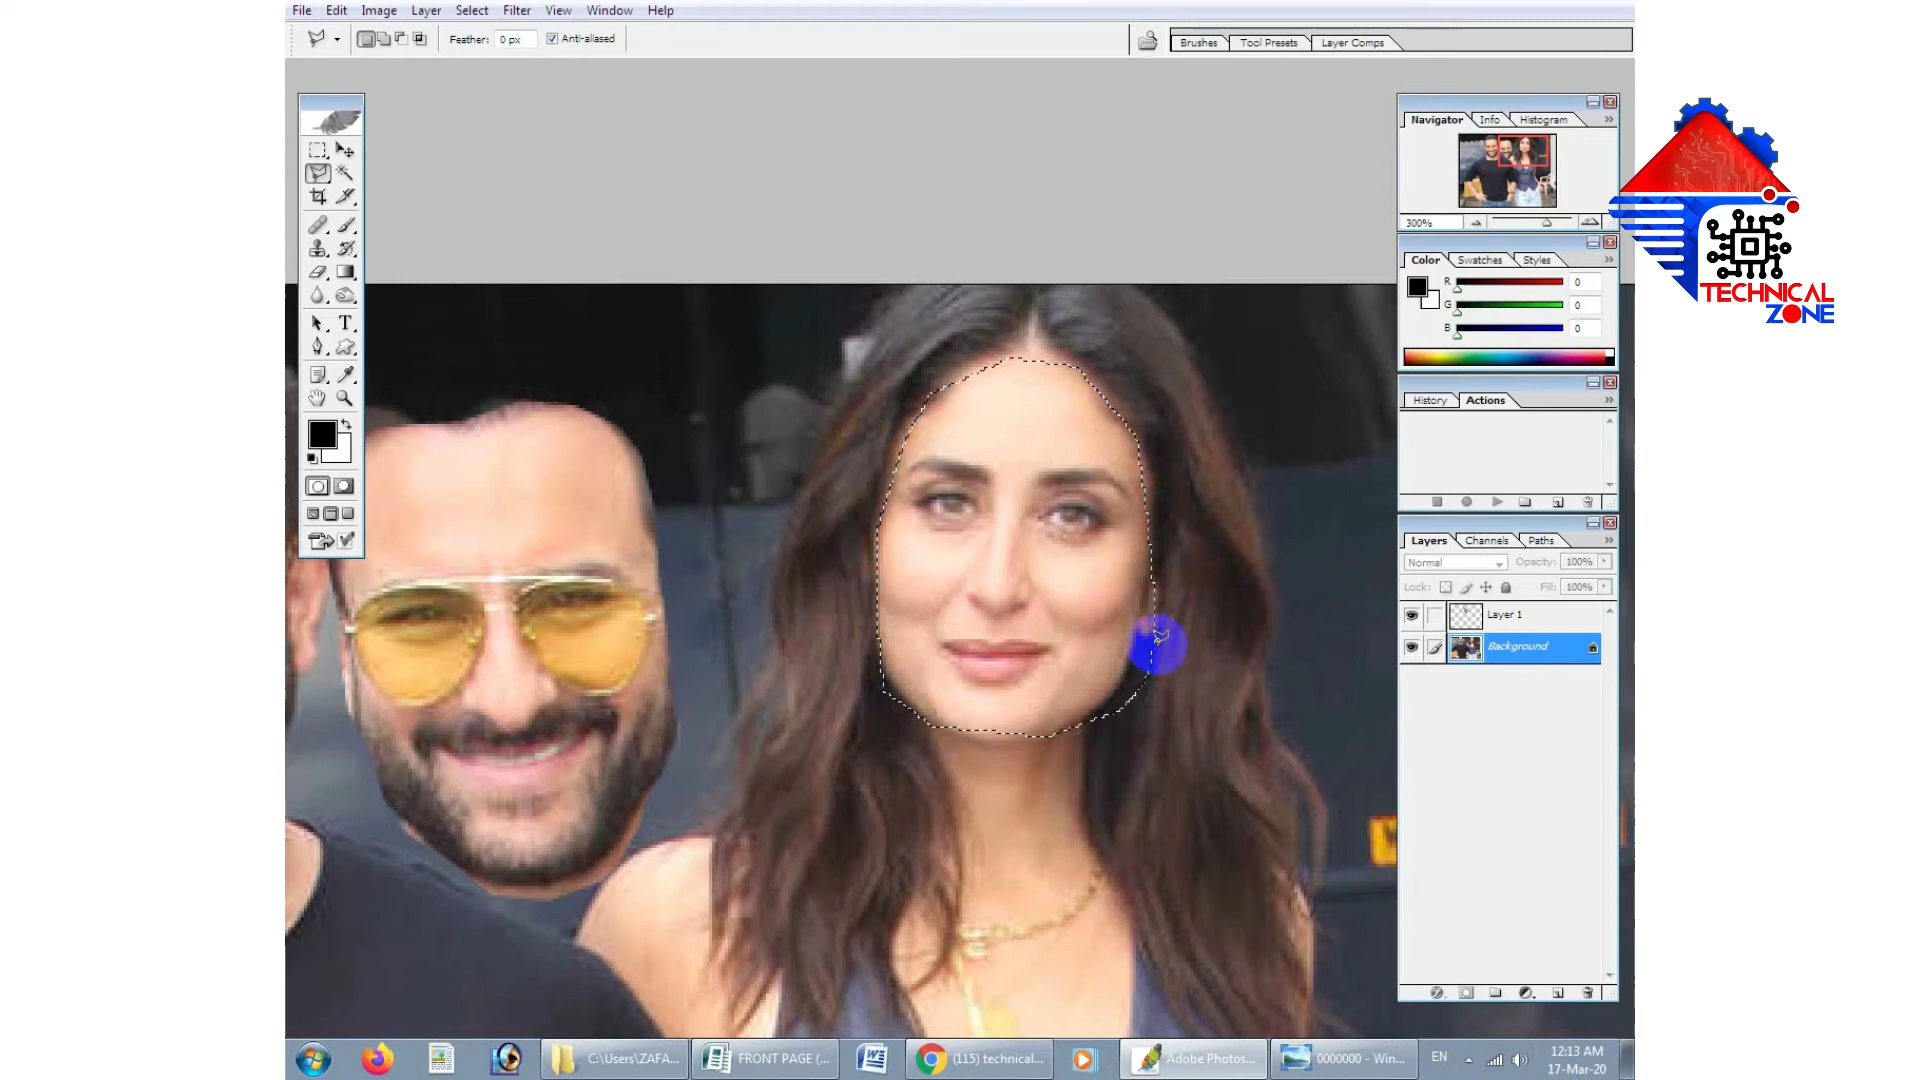 File Edit Image Layer Select Filter View Window Help
Feather: 0 px Anti-aliased
Brushes Tool Presets Layer Comps
Navigator Info Histogram
300%
Color Swatches Styles
R 0
G 0
B 0
History Actions
Layers Channels Paths
Normal Opacity: 100%
Lock: Fill: 100%
Layer 1
Background
TECHNICAL
ZONE
C:\Users\ZAFA...
FRONT PAGE (...
(115) technical...
Adobe Photos...
0000000 - Win...
EN
12:13 AM
17-Mar-20